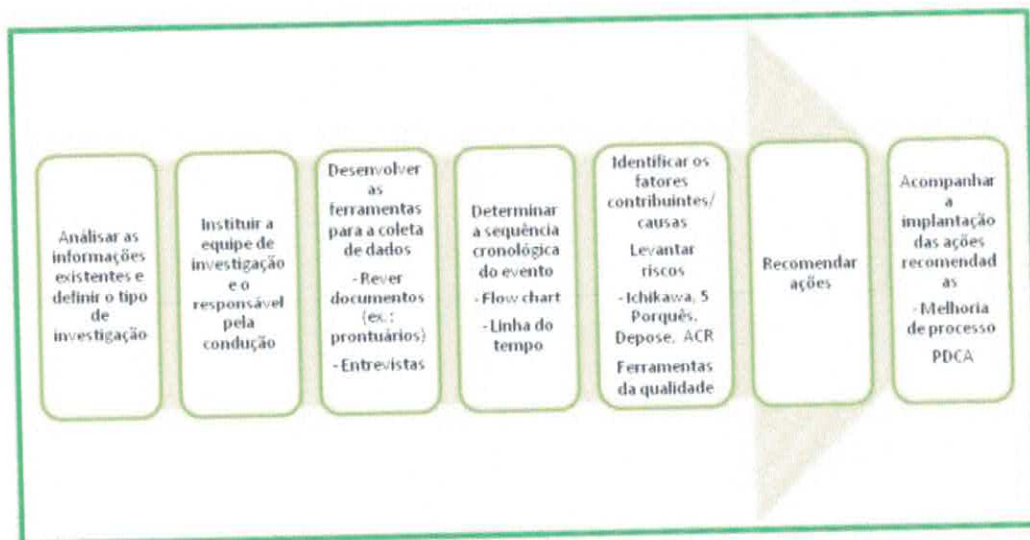 Análisar as
informações
existentes e
definir o tipo
de
investigação
Instituir a
equipe de
investigação
e o
responsável
pela
condução
Desenvolver
as
ferramentas
para a coleta
de dados
- Rever
documentos
(ex.:
prontuários)
- Entrevistas
Determinar
a sequência
cronológica
do evento
- Flow chart
- Linha do
tempo
Identificar os
fatores
contribuintes/
causas
Levantar
riscos
- Ichikawa, 5
Porquês,
Depose, ACR
Ferramentas
da qualidade
Recomendar
ações
Acompanhar
a
implantação
das ações
recomendad
as
- Melhoria
de processo
PDCA